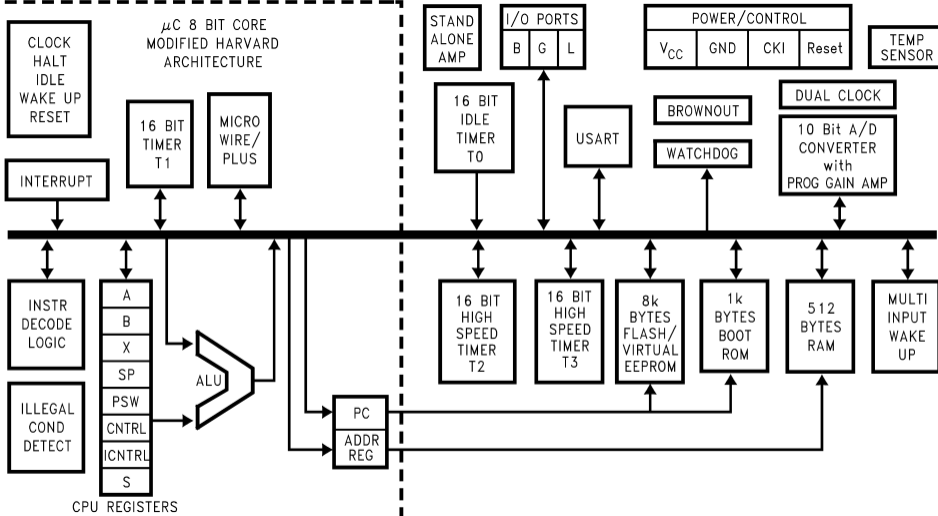 μC 8 BIT CORE
MODIFIED HARVARD
ARCHITECTURE
CLOCK
HALT
IDLE
WAKE UP
RESET
INTERRUPT
16 BIT
TIMER
T1
MICRO
WIRE/
PLUS
STAND
ALONE
AMP
I/O PORTS
B G L
POWER/CONTROL
VCC GND CKI Reset
TEMP
SENSOR
16 BIT
IDLE
TIMER
T0
USART
BROWNOUT
WATCHDOG
DUAL CLOCK
10 Bit A/D
CONVERTER
with
PROG GAIN AMP
INSTR
DECODE
LOGIC
ILLEGAL
COND
DETECT
A
B
X
SP
PSW
CNTRL
ICNTRL
S
CPU REGISTERS
ALU
PC
ADDR
REG
16 BIT
HIGH
SPEED
TIMER
T2
16 BIT
HIGH
SPEED
TIMER
T3
8k
BYTES
FLASH/
VIRTUAL
EEPROM
1k
BYTES
BOOT
ROM
512
BYTES
RAM
MULTI
INPUT
WAKE
UP